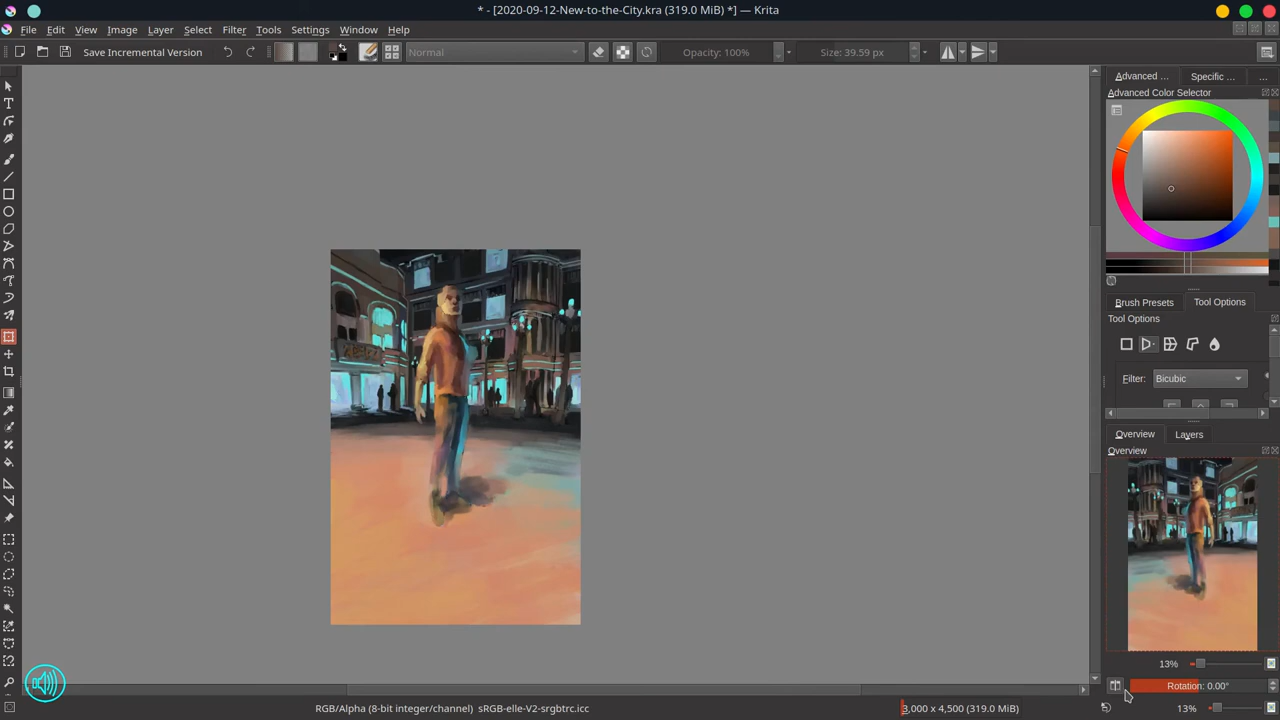 * - [2020-09-12-New-to-the-City.kra (319.0 MiB) *] — Krita
File Edit View Image Layer Select Filter Tools Settings Window Help
Save Incremental Version Normal Opacity: 100% Size: 39.59 px
Advanced ... Specific ... ...
Advanced Color Selector
Brush Presets Tool Options
Tool Options
Filter: Bicubic
Overview Layers
Overview
13%
Rotation: 0.00°
RGB/Alpha (8-bit integer/channel) sRGB-elle-V2-srgbtrc.icc 3,000 x 4,500 (319.0 MiB) 13%